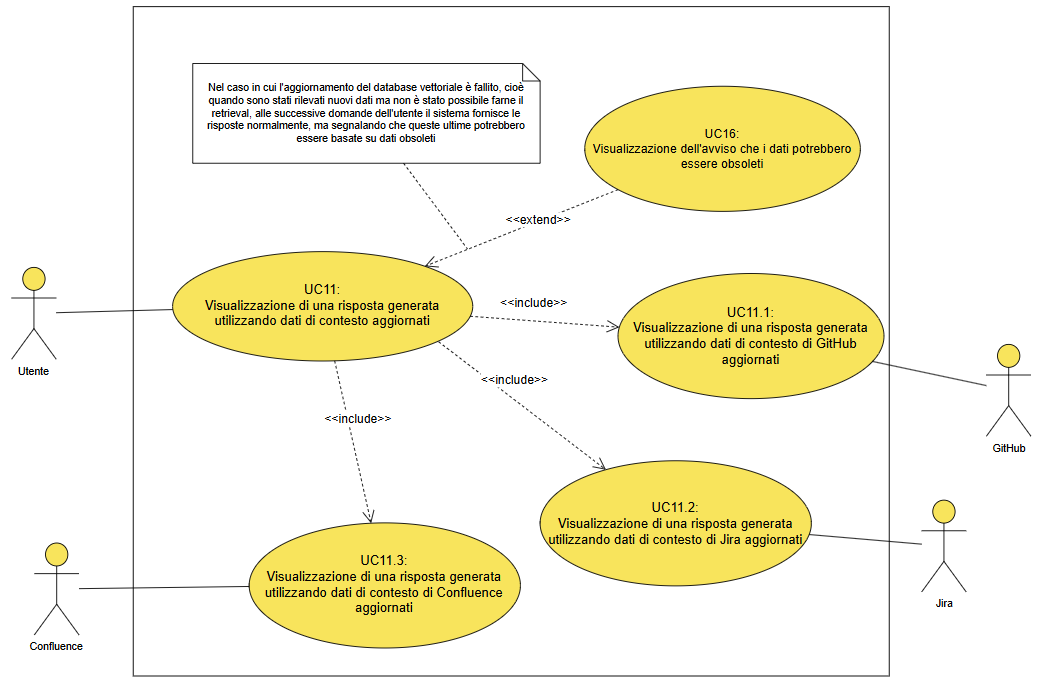 Nel caso in cui l'aggiornamento del database vettoriale è fallito, cioè
quando sono stati rilevati nuovi dati ma non è stato possibile farne il
retrieval, alle successive domande dell'utente il sistema fornisce le
risposte normalmente, ma segnalando che queste ultime potrebbero
essere basate su dati obsoleti
UC16:
Visualizzazione dell'avviso che i dati potrebbero
essere obsoleti
<<extend>>
UC11:
Visualizzazione di una risposta generata
utilizzando dati di contesto aggiornati
Utente
<<include>>
UC11.1:
Visualizzazione di una risposta generata
utilizzando dati di contesto di GitHub
aggiornati
GitHub
<<include>>
<<include>>
UC11.2:
Visualizzazione di una risposta generata
utilizzando dati di contesto di Jira aggiornati
Jira
UC11.3:
Visualizzazione di una risposta generata
utilizzando dati di contesto di Confluence
aggiornati
Confluence